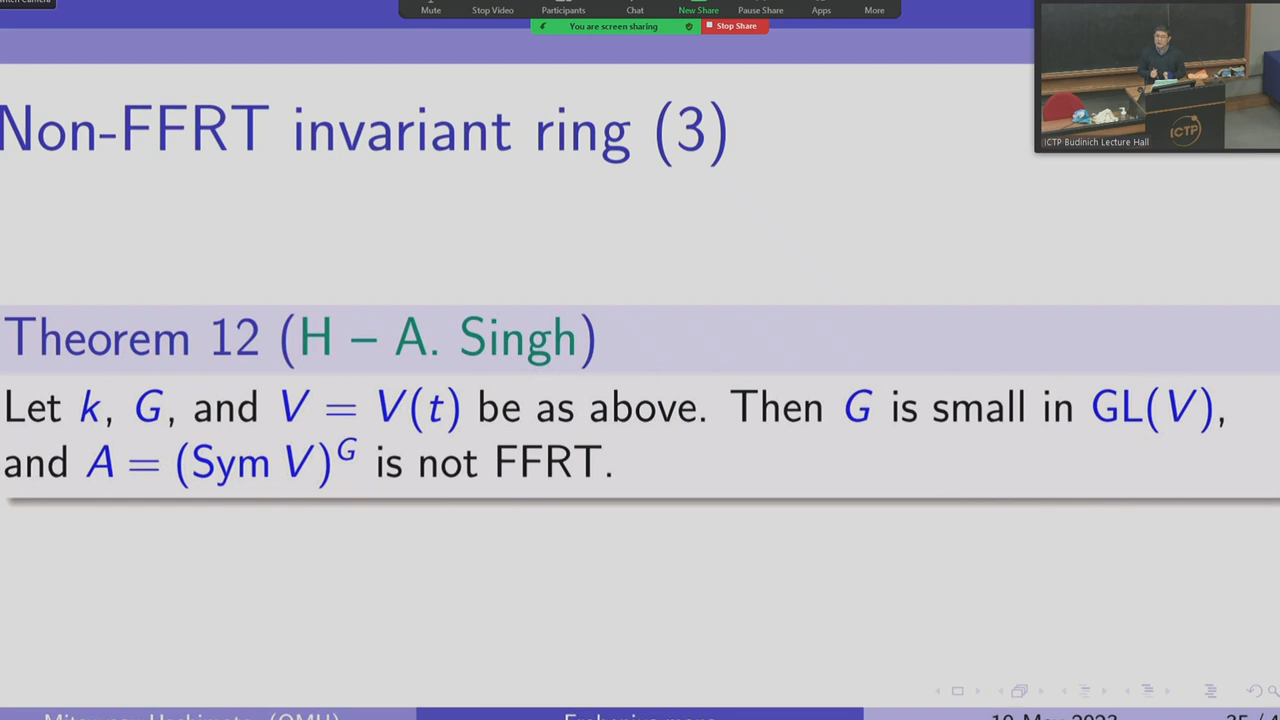 Mute Stop Video Participants Chat New Share Pause Share Apps More
You are screen sharing Stop Share
Non-FFRT invariant ring (3)
ICTP
ICTP Budinich Lecture Hall
Theorem 12 (H – A. Singh)
Let k, G, and V = V(t) be as above. Then G is small in GL(V),
and A = (Sym V)^G is not FFRT.